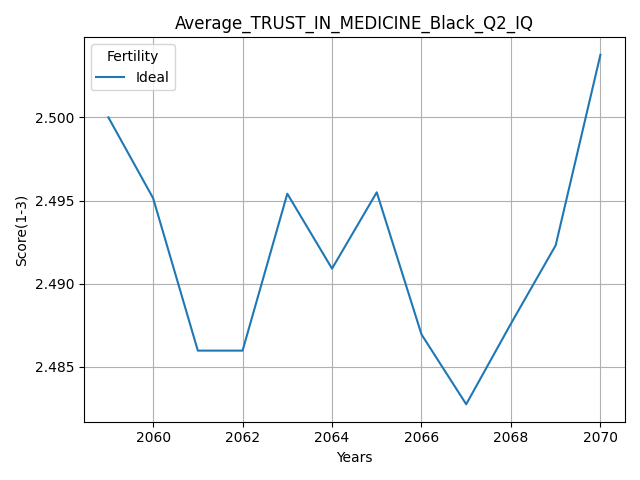 Average_TRUST_IN_MEDICINE_Black_Q2_IQ
Fertility
Ideal
2.500
2.495
2.490
2.485
Score(1-3)
2060 2062 2064 2066 2068 2070
Years